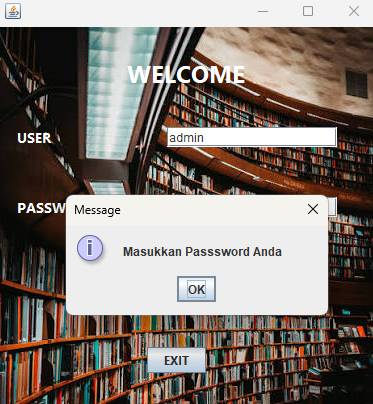 WELCOME
USER
admin
PASSW
Message
Masukkan Passsword Anda
OK
EXIT